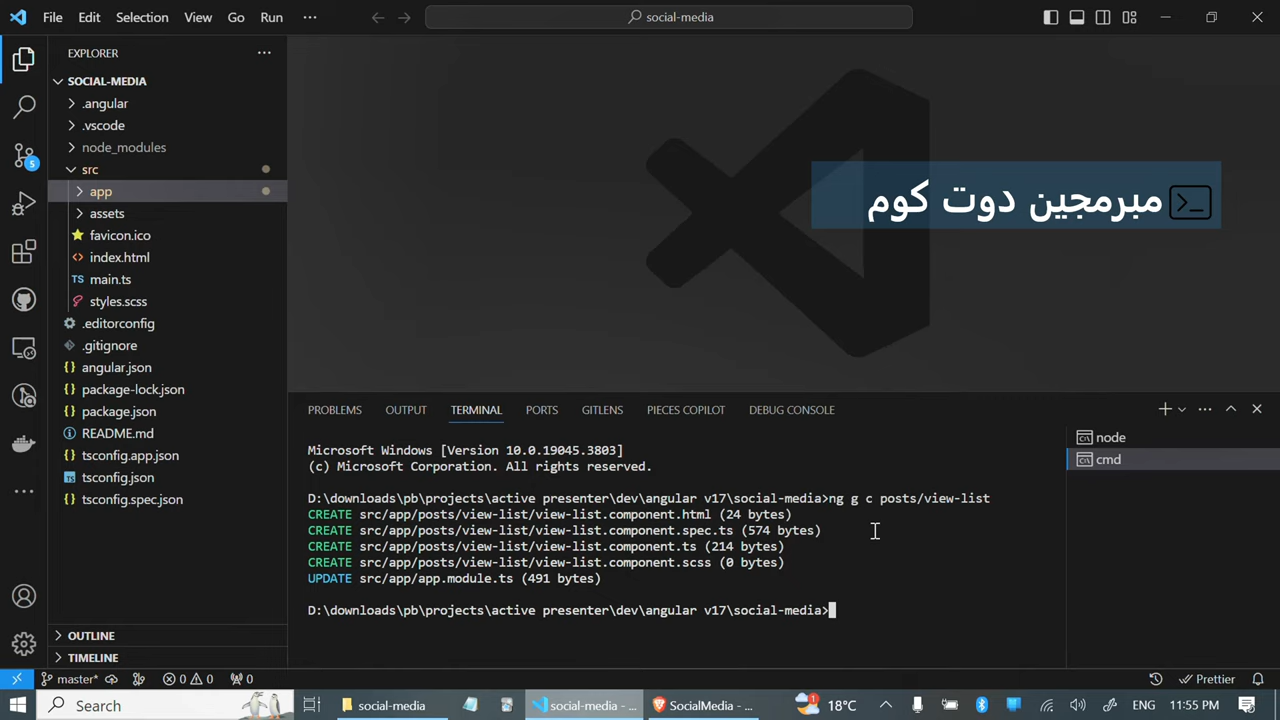 File Edit Selection View Go Run ···
social-media
EXPLORER
SOCIAL-MEDIA
.angular
.vscode
node_modules
src
app
assets
favicon.ico
index.html
TS main.ts
styles.scss
.editorconfig
.gitignore
{} angular.json
{} package-lock.json
{} package.json
README.md
{} tsconfig.app.json
tsconfig.json
{} tsconfig.spec.json
OUTLINE
TIMELINE
5
>_ مبرمجين دوت كوم
PROBLEMS OUTPUT TERMINAL PORTS GITLENS PIECES COPILOT DEBUG CONSOLE
node
cmd
Microsoft Windows [Version 10.0.19045.3803]
(c) Microsoft Corporation. All rights reserved.
D:\downloads\pb\projects\active presenter\dev\angular v17\social-media>ng g c posts/view-list
CREATE src/app/posts/view-list/view-list.component.html (24 bytes)
CREATE src/app/posts/view-list/view-list.component.spec.ts (574 bytes)
CREATE src/app/posts/view-list/view-list.component.ts (214 bytes)
CREATE src/app/posts/view-list/view-list.component.scss (0 bytes)
UPDATE src/app/app.module.ts (491 bytes)
D:\downloads\pb\projects\active presenter\dev\angular v17\social-media>
master* 0 0 0 Prettier
Search social-media social-media - ... SocialMedia - ... 1 18°C ENG 11:55 PM